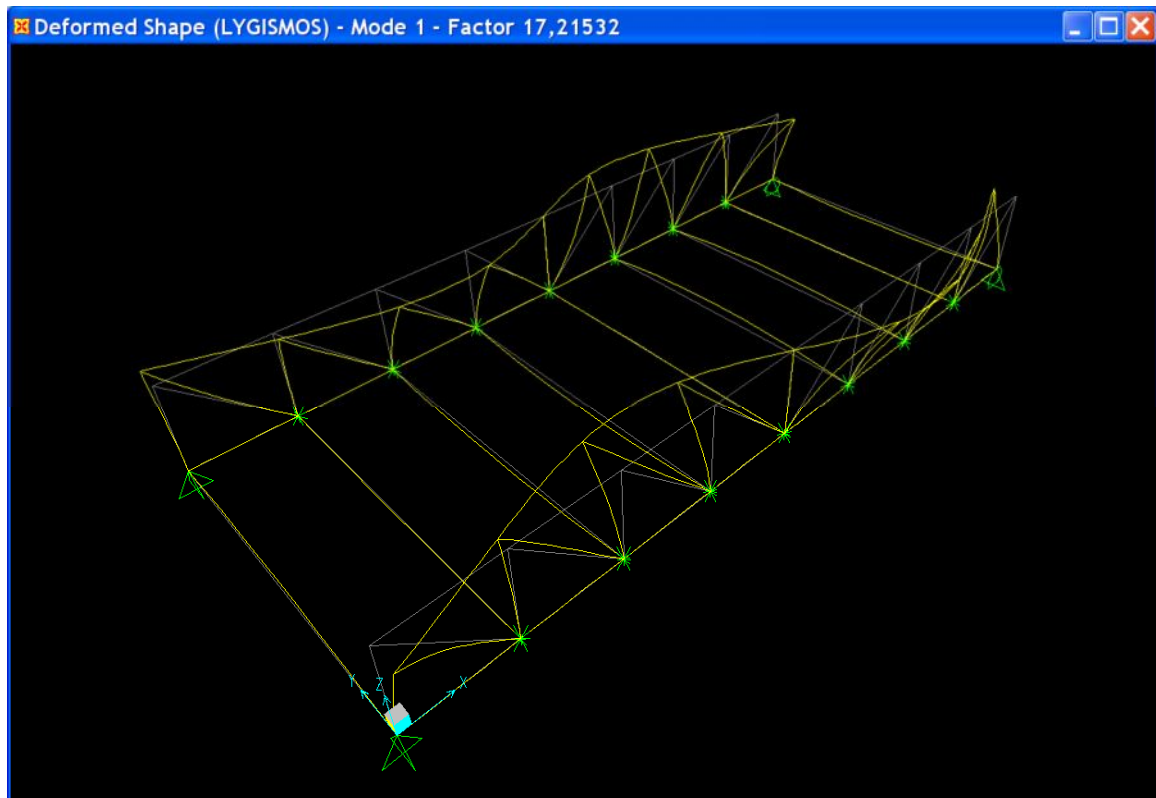 Deformed Shape (LYGISMOS) - Mode 1 - Factor 17,21532
Y
Z
X